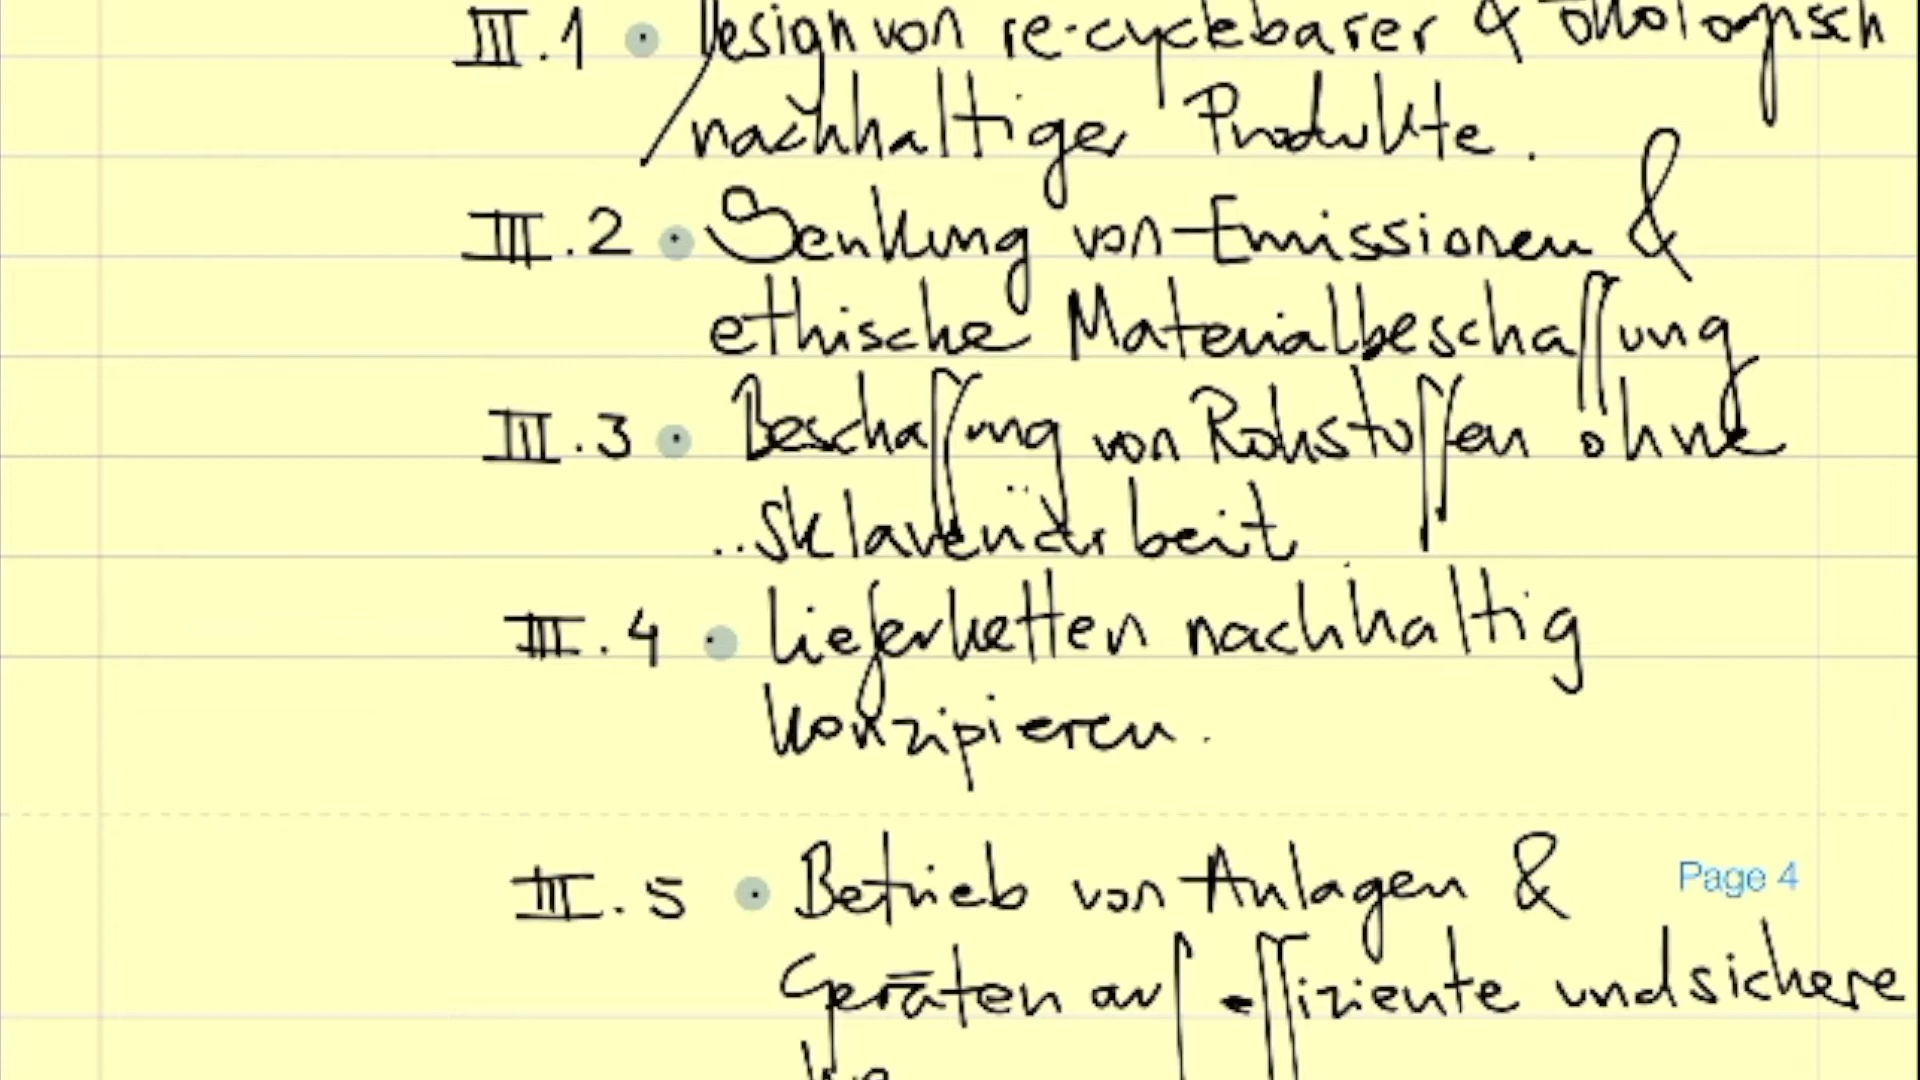 III.1 • Design von re-cyclebarer & ökologisch
nachhaltiger Produkte.
III.2 • Senkung von Emissionen &
ethische Materialbeschaffung
III.3 • Beschaffung von Rohstoffen ohne
..Sklavenarbeit
III.4 • Lieferketten nachhaltig
konzipieren.
III.5 • Betrieb von Anlagen &
Page 4
Geräten auf effiziente und sichere